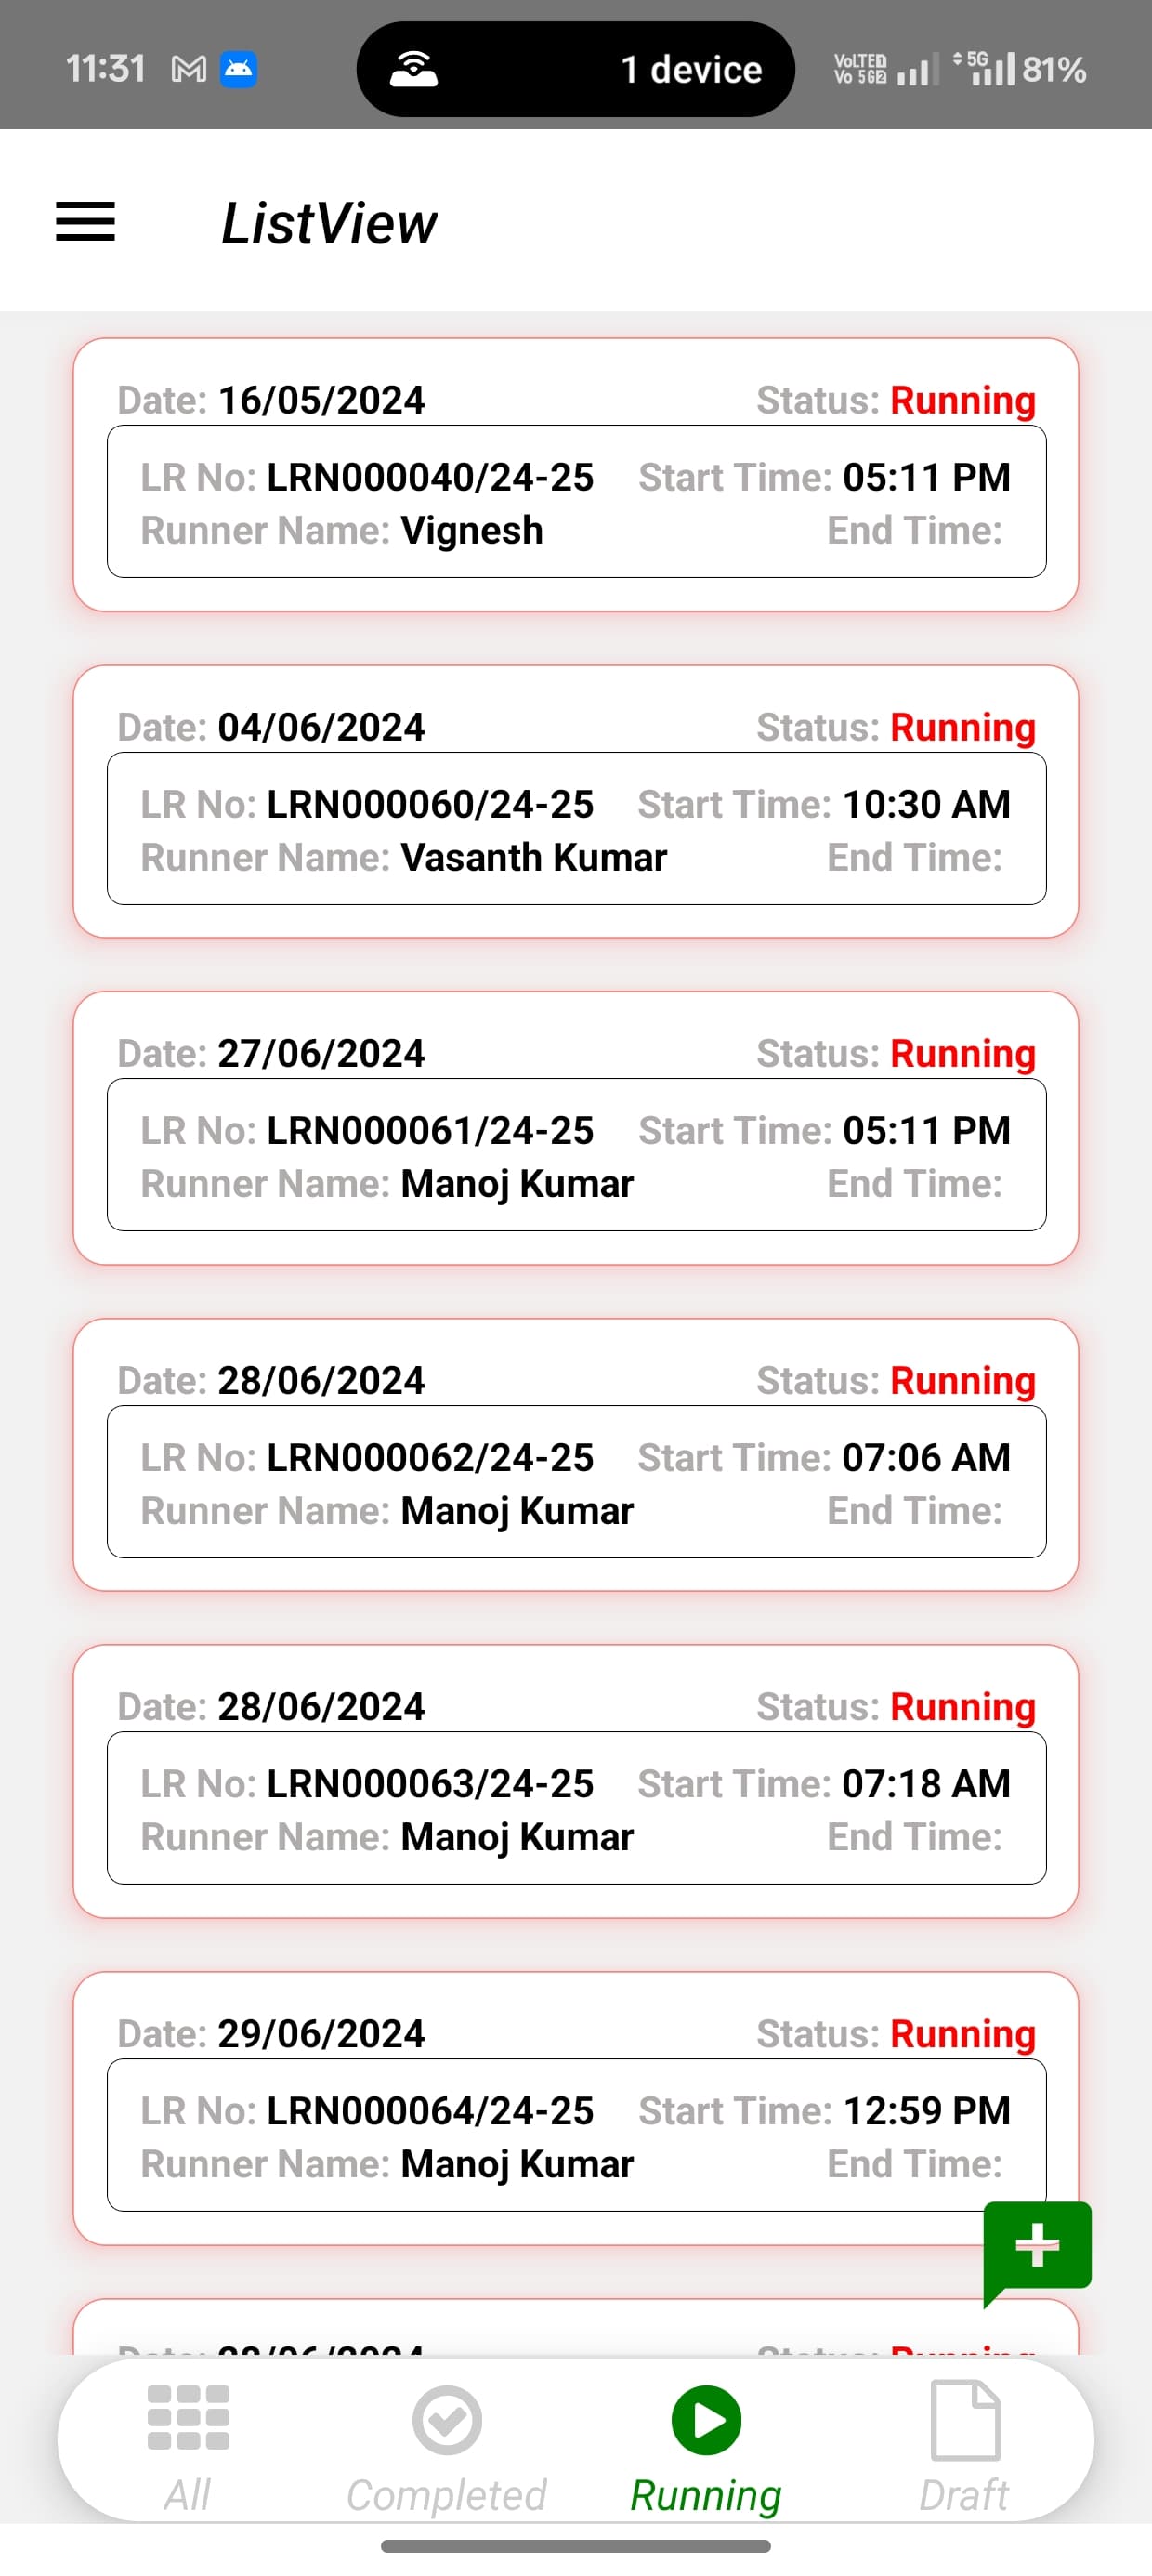 11:31
1 device
VoLTED
Vo 5G 2
5G
81%
ListView
Date: 16/05/2024 Status: Running
LR No: LRN000040/24-25 Start Time: 05:11 PM
Runner Name: Vignesh End Time:
Date: 04/06/2024 Status: Running
LR No: LRN000060/24-25 Start Time: 10:30 AM
Runner Name: Vasanth Kumar End Time:
Date: 27/06/2024 Status: Running
LR No: LRN000061/24-25 Start Time: 05:11 PM
Runner Name: Manoj Kumar End Time:
Date: 28/06/2024 Status: Running
LR No: LRN000062/24-25 Start Time: 07:06 AM
Runner Name: Manoj Kumar End Time:
Date: 28/06/2024 Status: Running
LR No: LRN000063/24-25 Start Time: 07:18 AM
Runner Name: Manoj Kumar End Time:
Date: 29/06/2024 Status: Running
LR No: LRN000064/24-25 Start Time: 12:59 PM
Runner Name: Manoj Kumar End Time:
All Completed Running Draft